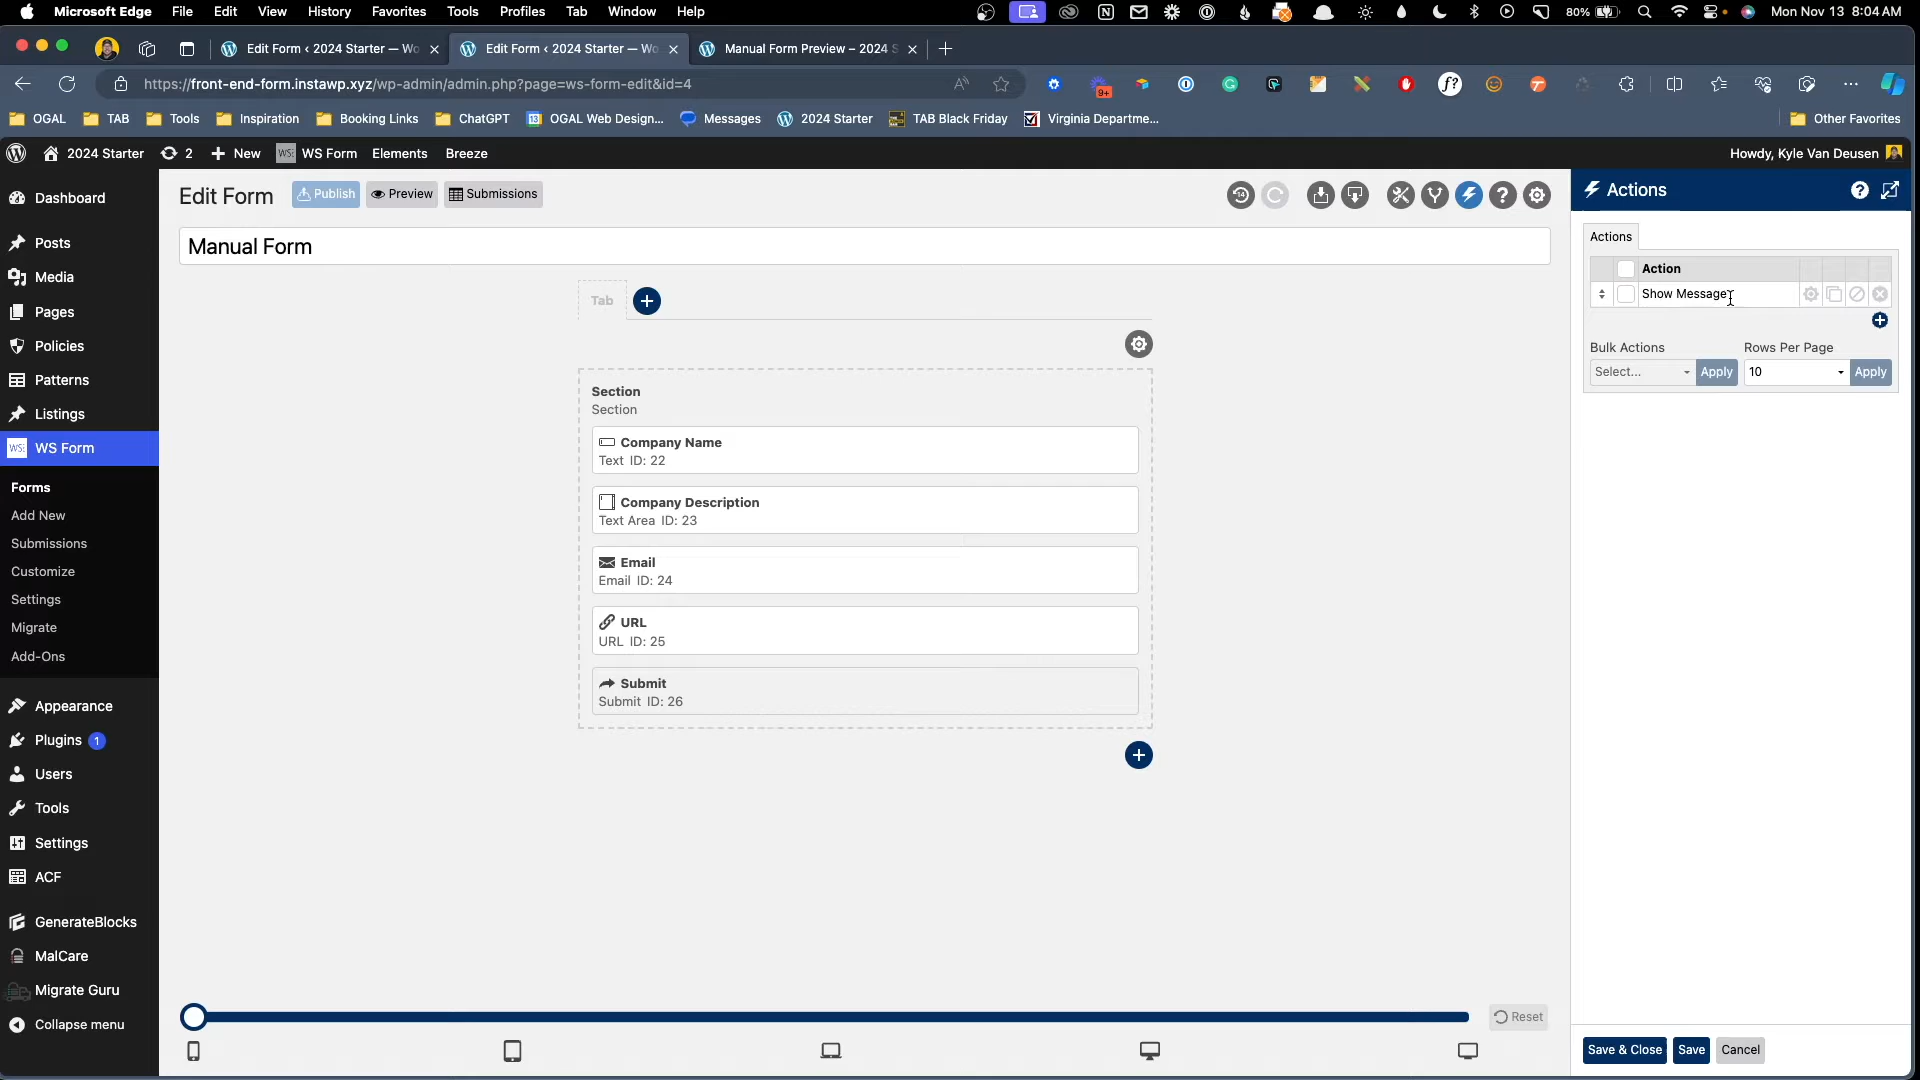 Microsoft Edge File Edit View History Favorites Tools Profiles Tab Window Help 80% Mon Nov 13 8:04 AM
Edit Form ‹ 2024 Starter — Wo Edit Form ‹ 2024 Starter — Wo Manual Form Preview – 2024 S
https://front-end-form.instawp.xyz/wp-admin/admin.php?page=ws-form-edit&id=4
9+
OGAL TAB Tools Inspiration Booking Links ChatGPT OGAL Web Design... Messages 2024 Starter TAB Black Friday Virginia Departme... Other Favorites
2024 Starter 2 New WS Form Elements Breeze Howdy, Kyle Van Deusen
Dashboard
Posts
Media
Pages
Policies
Patterns
Listings
WS Form
Forms
Add New
Submissions
Customize
Settings
Migrate
Add-Ons
Appearance
Plugins 1
Users
Tools
Settings
ACF
GenerateBlocks
MalCare
Migrate Guru
Collapse menu
Edit Form Publish Preview Submissions
Manual Form
Tab
Section
Section
Company Name
Text ID: 22
Company Description
Text Area ID: 23
Email
Email ID: 24
URL
URL ID: 25
Submit
Submit ID: 26
Reset
Actions
Actions
Action
Show Message
Bulk Actions Rows Per Page
Select... Apply 10 Apply
Save & Close Save Cancel